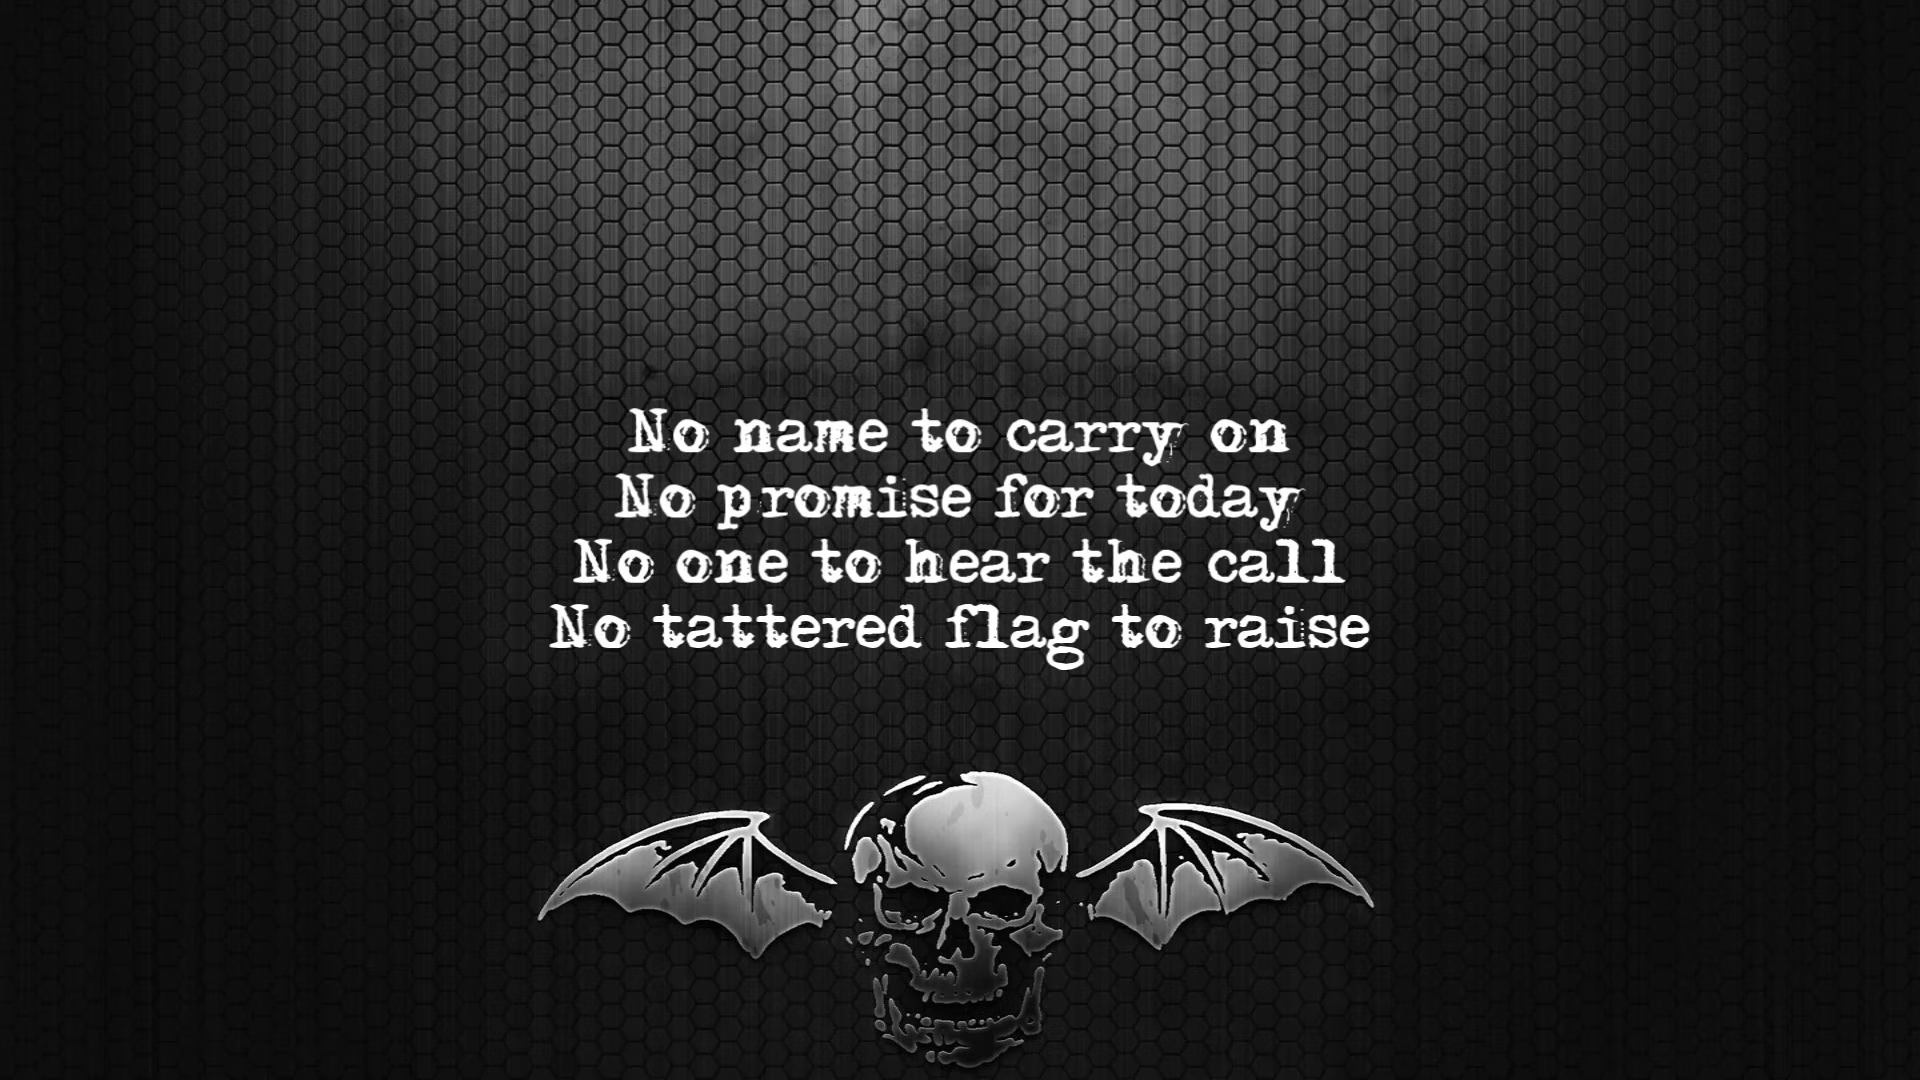 No name to carry on
No promise for today
No one to hear the call
No tattered flag to raise